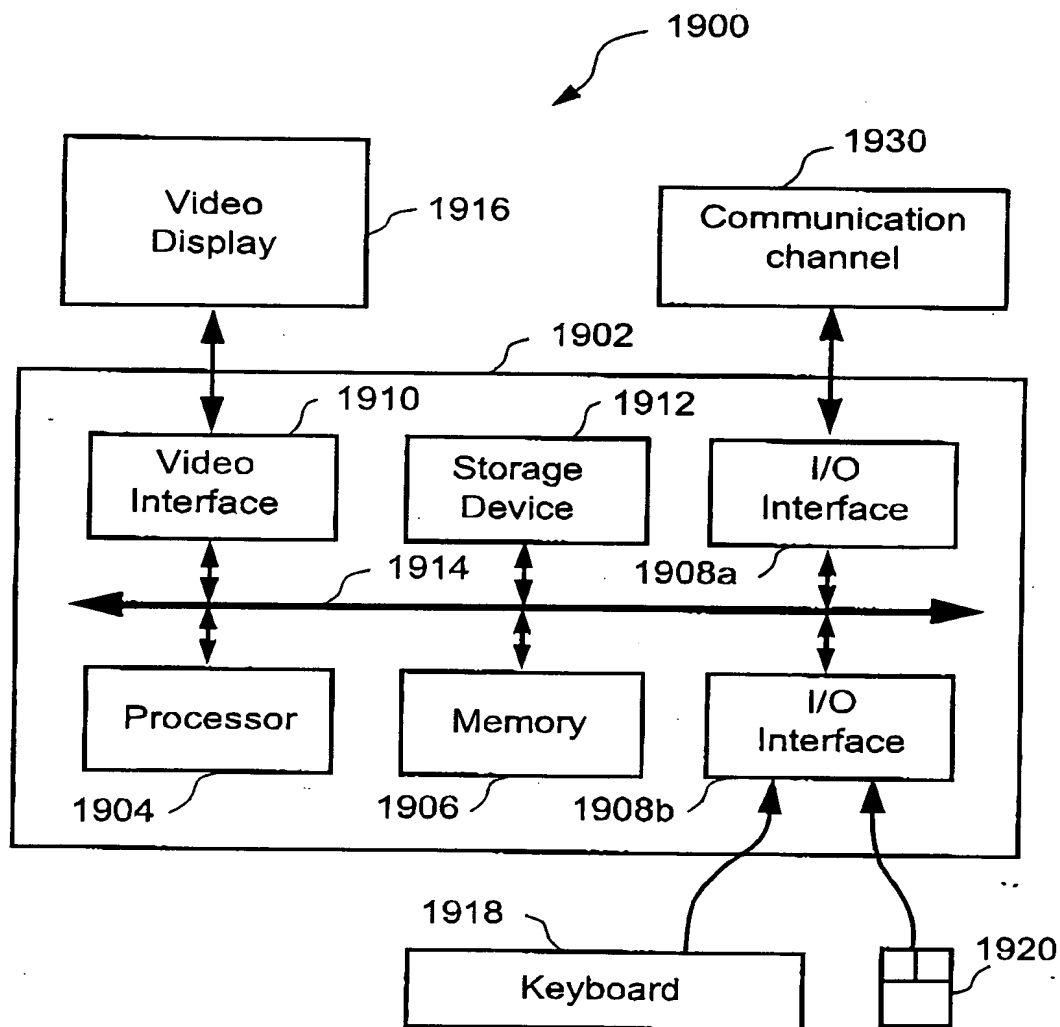 1900
1930
Video
Display
1916
Communication
channel
1902
1910
1912
Video
Interface
Storage
Device
I/O
Interface
1914
1908a
Processor
Memory
I/O
Interface
1904
1906
1908b
1918
1920
Keyboard